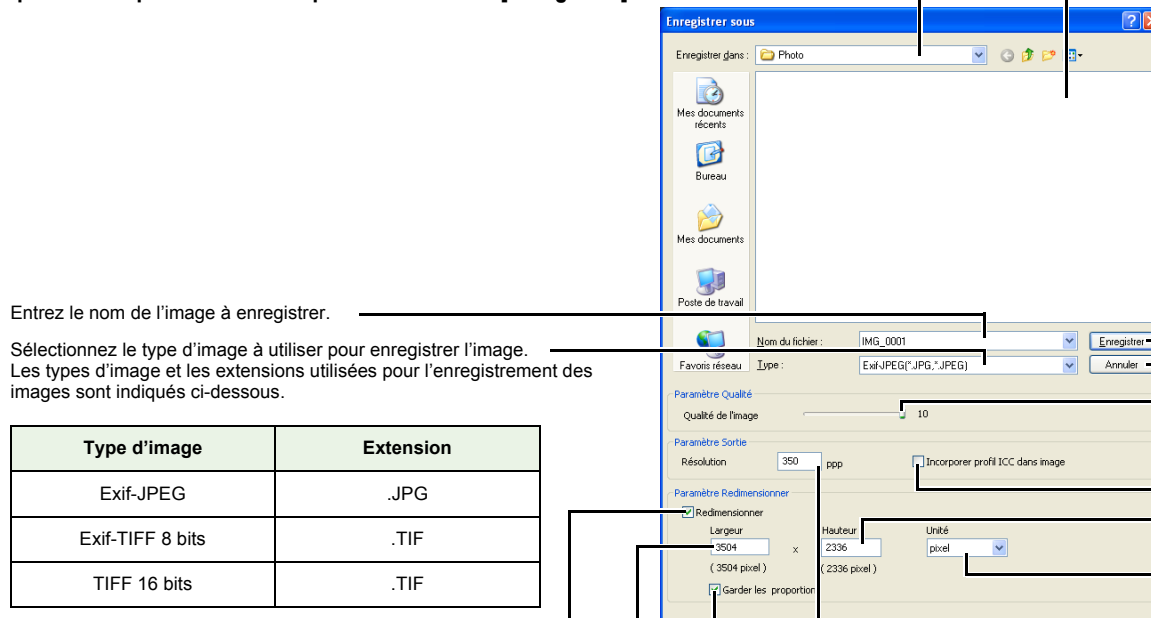 Enregistrer sous
Enregistrer dans :
Photo
Mes documents
récents
Bureau
Mes documents
Poste de travail
Favoris réseau
Entrez le nom de l'image à enregistrer.
Sélectionnez le type d'image à utiliser pour enregistrer l'image.
Les types d'image et les extensions utilisées pour l'enregistrement des
images sont indiqués ci-dessous.
Type d'image Extension
Exif-JPEG .JPG
Exif-TIFF 8 bits .TIF
TIFF 16 bits .TIF
Nom du fichier : IMG_0001 Enregistrer
Type : Exif-JPEG(*.JPG,*.JPEG) Annuler
Paramètre Qualité
Qualité de l'image 10
Paramètre Sortie
Résolution 350 ppp Incorporer profil ICC dans image
Paramètre Redimensionner
Redimensionner
Largeur Hauteur Unité
3504 x 2336 pixel
( 3504 pixel ) ( 2336 pixel )
Garder les proportion